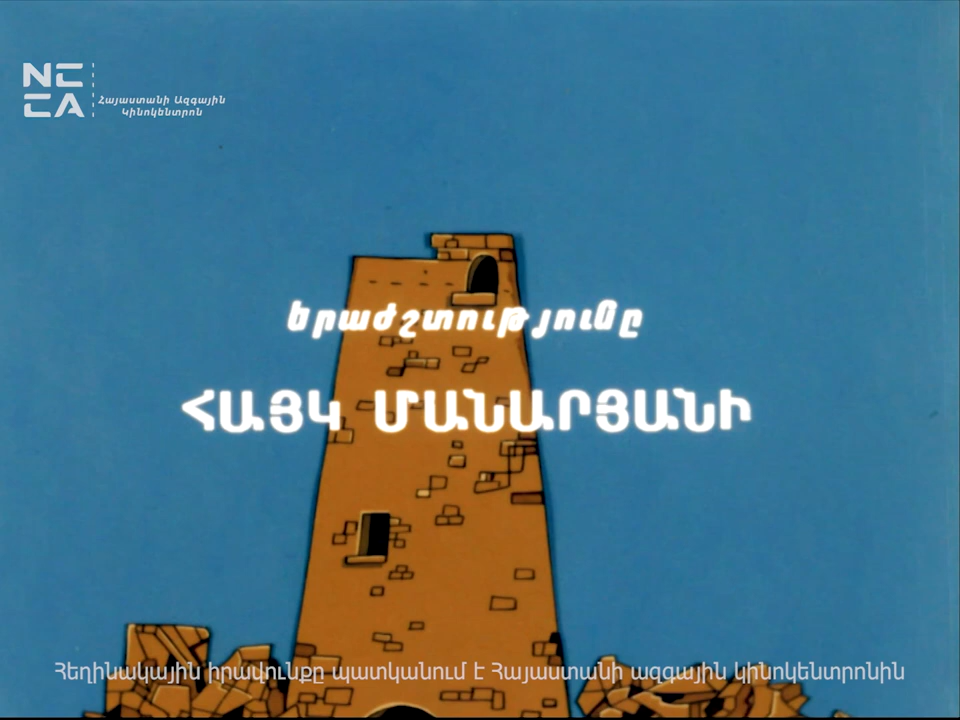 NC
CA
Հայաստանի Ազգային
Կինոկենտրոն
երաժշտությունը
ՀԱՅԿ ՄԱՆԱՐՅԱՆԻ
Հեղինակային իրավունքը պատկանում է Հայաստանի ազգային կինոկենտրոնին